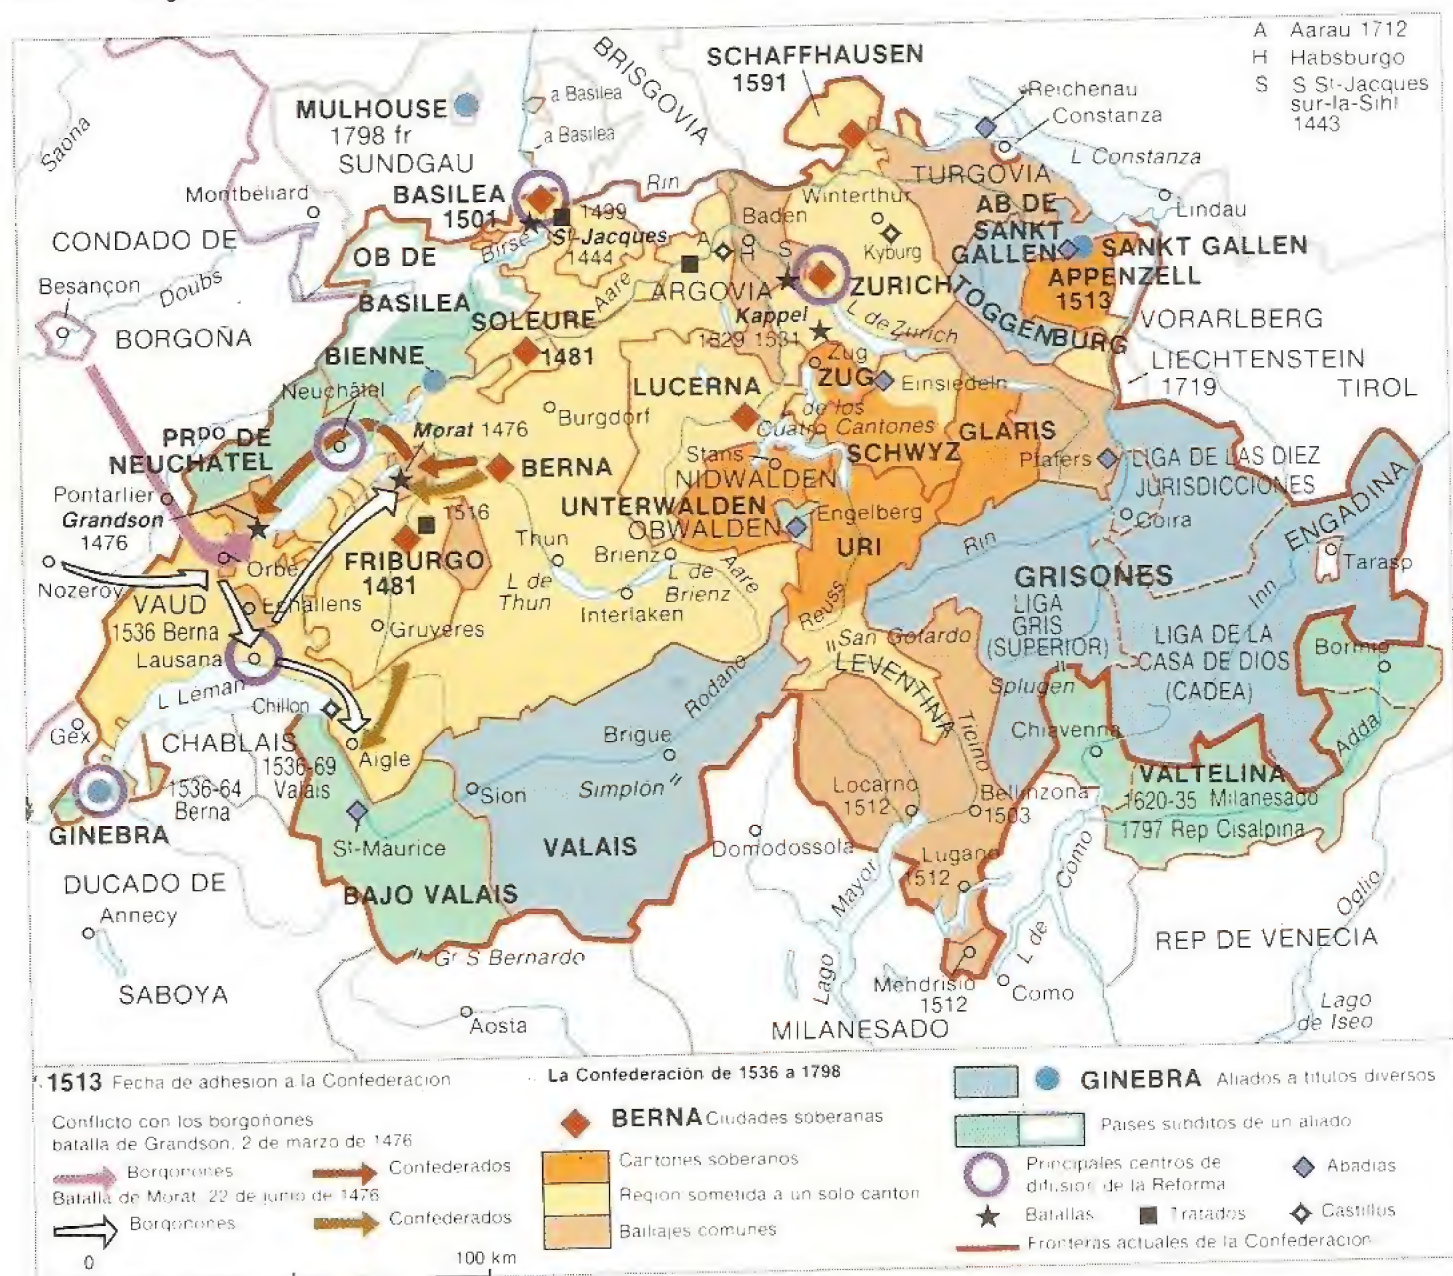 A Aarau 1712
H Habsburgo
S S St-Jacques
sur-la-Sihl
1443
SCHAFFHAUSEN
1591
BRISGOVIA
a Basilea
a Basilea
MULHOUSE
1798 fr
SUNDGAU
Saona
Montbéliard
BASILEA
1501
Rin
1499
St-Jacques
1444
Birse
Reichenau
Constanza
L Constanza
TURGOVIA
Winterthur
Baden
Kyburg
Lindau
AB DE
SANKT
GALLEN
SANKT GALLEN
APPENZELL
1513
CONDADO DE
BORGOÑA
Besançon
Doubs
OB DE
BASILEA
SOLEURE
1481
Aare
A
H
S
ARGOVIA
ZURICH
TOGGENBURG
Kappel
1529 1531
L de Zurich
VORARLBERG
LIECHTENSTEIN
1719
TIROL
BIENNE
Neuchâtel
LUCERNA
Zug
ZUG
Einsiedeln
Burgdorf
L de los
Cuatro Cantones
Morat 1476
PRDO DE
NEUCHATEL
BERNA
Stans
NIDWALDEN
SCHWYZ
GLARIS
Pfafers
LIGA DE LAS DIEZ
JURISDICCIONES
Pontarlier
Grandson
1476
UNTERWALDEN
OBWALDEN
Engelberg
Coira
ENGADINA
1516
FRIBURGO
1481
Thun
Brienz
URI
Rin
Tarasp
Nozeroy
Orbe
L de
Thun
L de
Brienz
Aare
Interlaken
GRISONES
LIGA
GRIS
(SUPERIOR)
Inn
VAUD
1536 Berna
Echallens
Gruyeres
Reuss
San Gotardo
LEVENTINA
LIGA DE LA
CASA DE DIOS
(CADEA)
Bormio
Lausana
L Léman
Chillon
Rodano
Splugen
Ticino
Gex
CHABLAIS
1536-69
Valais
Aigle
Brigue
Simplón
Chiavenna
Adda
1536-64
Berna
Sion
Locarno
1512
Bellinzona
1503
VALTELINA
1620-35 Milanesado
1797 Rep Cisalpina
GINEBRA
St-Maurice
VALAIS
Domodossola
Lugano
1512
DUCADO DE
Annecy
BAJO VALAIS
Lago
Mayor
L de
Como
Oglio
Gr S Bernardo
REP DE VENECIA
SABOYA
Mendrisio
1512
Como
Aosta
MILANESADO
Lago
de Iseo
1513 Fecha de adhesion a la Confederacion
Conflicto con los borgoñones
batalla de Grandson, 2 de marzo de 1476
Borgoñones
Confederados
Batalla de Morat 22 de junio de 1476
Borgoñones
Confederados
0
100 km
La Confederación de 1536 a 1798
BERNA Ciudades soberanas
Cantones soberanos
Region sometida a un solo canton
Bailiajes comunes
GINEBRA Aliados a titulos diversos
Paises subditos de un aliado
Principales centros de
difusion de la Reforma
Abadias
Batallas
Tratados
Castillos
Fronteras actuales de la Confederacion